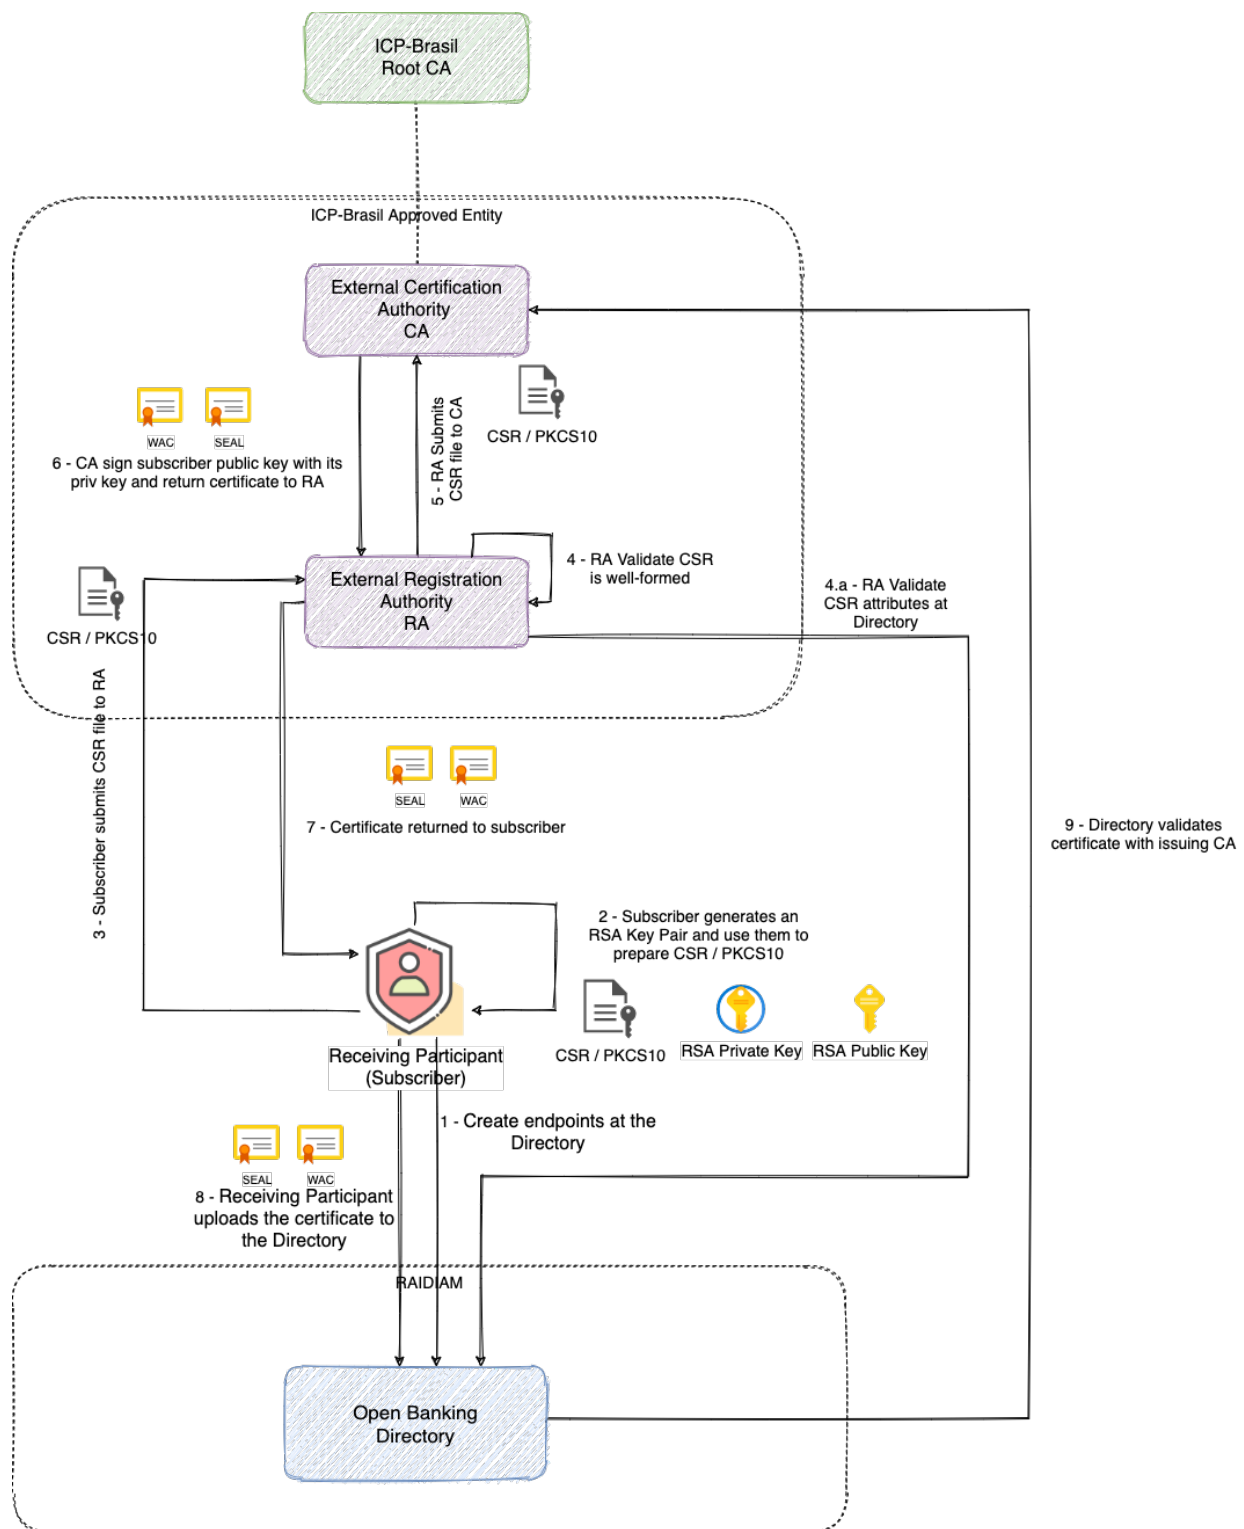 ICP-Brasil
Root CA
ICP-Brasil Approved Entity
External Certification
Authority
CA
WAC
SEAL
6 - CA sign subscriber public key with its
priv key and return certificate to RA
5 - RA Submits
CSR file to CA
CSR / PKCS10
External Registration
Authority
RA
4 - RA Validate CSR
is well-formed
4.a - RA Validate
CSR attributes at
Directory
CSR / PKCS10
3 - Subscriber submits CSR file to RA
SEAL
WAC
7 - Certificate returned to subscriber
9 - Directory validates
certificate with issuing CA
2 - Subscriber generates an
RSA Key Pair and use them to
prepare CSR / PKCS10
CSR / PKCS10
RSA Private Key
RSA Public Key
Receiving Participant
(Subscriber)
1 - Create endpoints at the
Directory
SEAL
WAC
8 - Receiving Participant
uploads the certificate to
the Directory
RAIDIAM
Open Banking
Directory